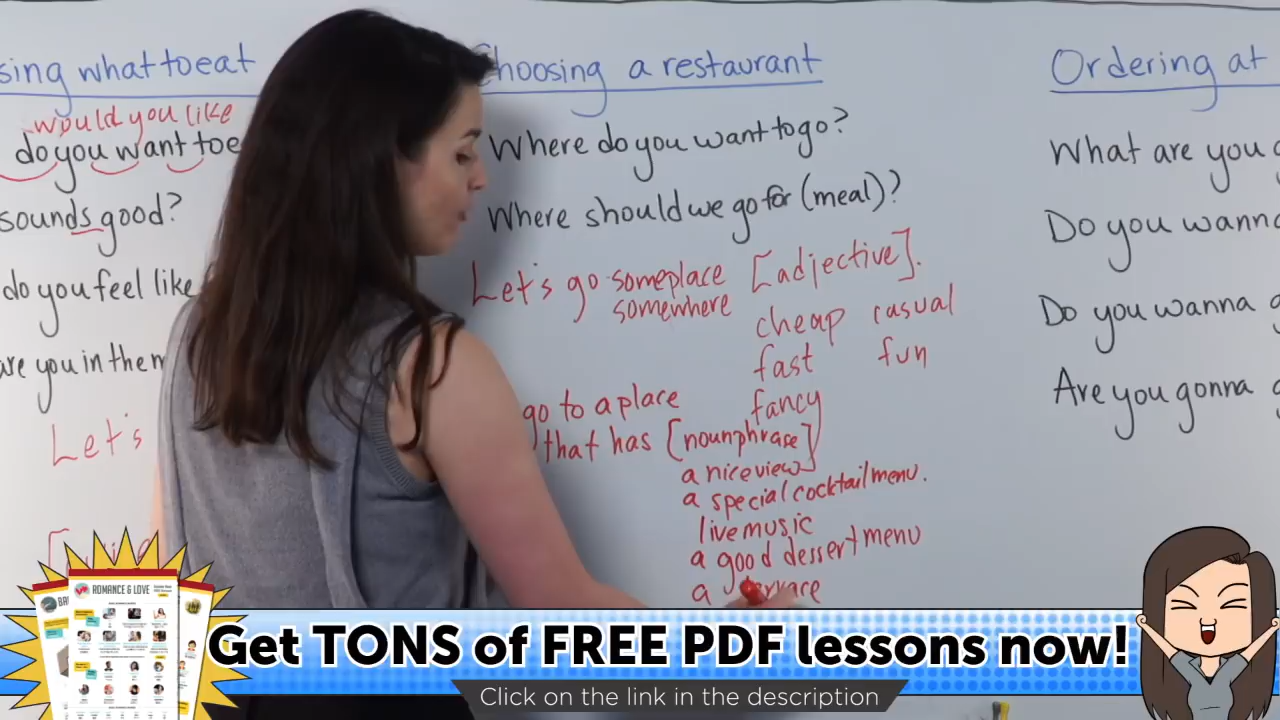 sing what to eat
would you like
do you want to e
sounds good?
do you feel like
are you in the m
Let's
Choosing a restaurant
Where do you want to go?
Where should we go for (meal)?
Let's go someplace [adjective].
somewhere
cheap casual
fast fun
fancy
go to a place
that has [noun phrase]
a nice view
a special cocktail menu.
live music
a good dessert menu
a
Ordering at
What are you g
Do you wanna
Do you wanna g
Are you gonna g
ROMANCE & LOVE
Get TONS of FREE PDF lessons now!
Click on the link in the description